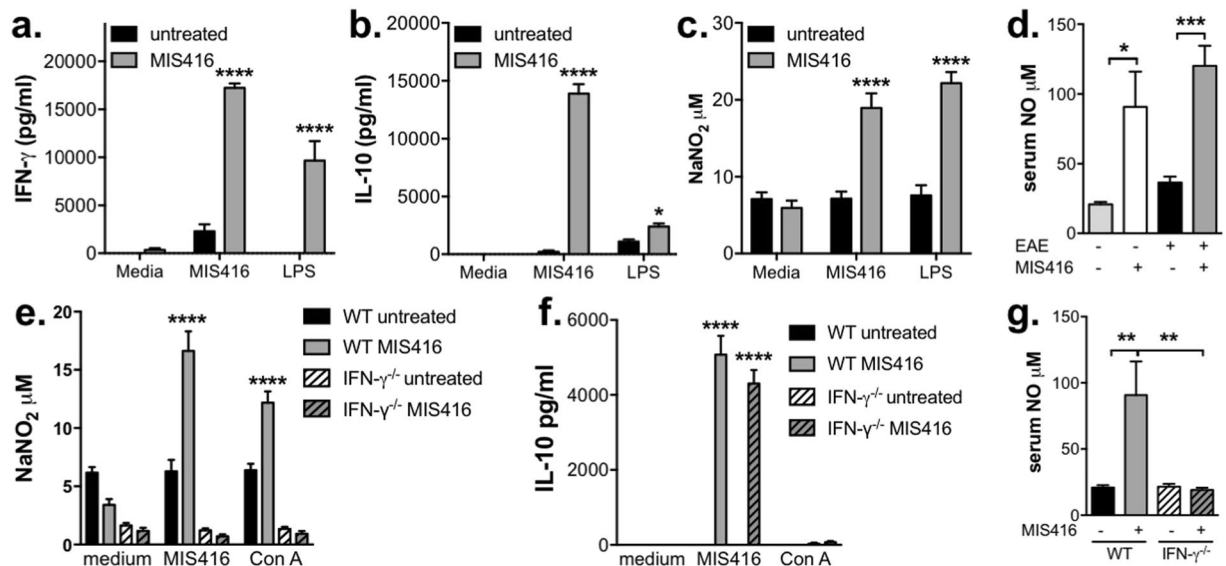 a.
untreated
MIS416
IFN-γ (pg/ml)
20000
15000
10000
5000
0
****
****
Media
MIS416
LPS
b.
untreated
MIS416
IL-10 (pg/ml)
20000
15000
10000
5000
0
****
*
Media
MIS416
LPS
c.
untreated
MIS416
NaNO₂ μM
30
20
10
0
****
****
Media
MIS416
LPS
d.
serum NO μM
150
100
50
0
*
***
EAE - - + +
MIS416 - + - +
e.
WT untreated
WT MIS416
IFN-γ⁻/⁻ untreated
IFN-γ⁻/⁻ MIS416
NaNO₂ μM
20
15
10
5
0
****
****
medium
MIS416
Con A
f.
WT untreated
WT MIS416
IFN-γ⁻/⁻ untreated
IFN-γ⁻/⁻ MIS416
IL-10 pg/ml
6000
4000
2000
0
****
****
medium
MIS416
Con A
g.
serum NO μM
150
100
50
0
**
**
MIS416 - + - +
WT
IFN-γ⁻/⁻